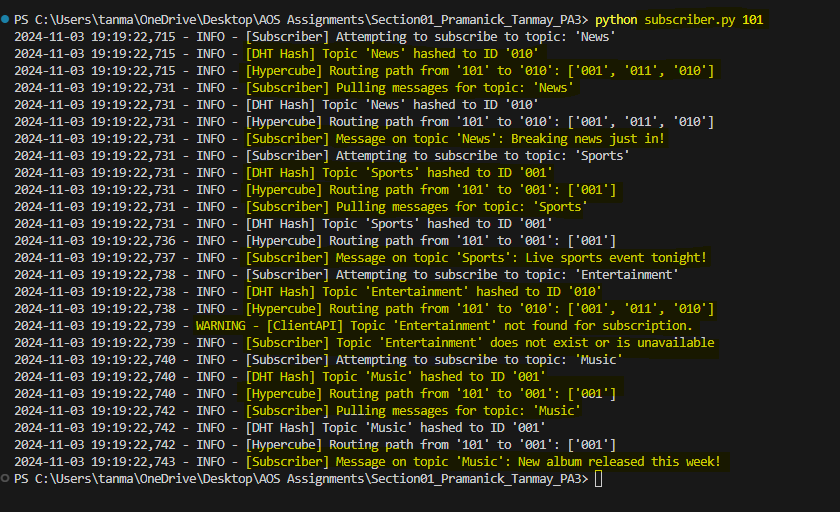 PS C:\Users\tanma\OneDrive\Desktop\AOS Assignments\Section01_Pramanick_Tanmay_PA3> python subscriber.py 101
2024-11-03 19:19:22,715 - INFO - [Subscriber] Attempting to subscribe to topic: 'News'
2024-11-03 19:19:22,715 - INFO - [DHT Hash] Topic 'News' hashed to ID '010'
2024-11-03 19:19:22,715 - INFO - [Hypercube] Routing path from '101' to '010': ['001', '011', '010']
2024-11-03 19:19:22,731 - INFO - [Subscriber] Pulling messages for topic: 'News'
2024-11-03 19:19:22,731 - INFO - [DHT Hash] Topic 'News' hashed to ID '010'
2024-11-03 19:19:22,731 - INFO - [Hypercube] Routing path from '101' to '010': ['001', '011', '010']
2024-11-03 19:19:22,731 - INFO - [Subscriber] Message on topic 'News': Breaking news just in!
2024-11-03 19:19:22,731 - INFO - [Subscriber] Attempting to subscribe to topic: 'Sports'
2024-11-03 19:19:22,731 - INFO - [DHT Hash] Topic 'Sports' hashed to ID '001'
2024-11-03 19:19:22,731 - INFO - [Hypercube] Routing path from '101' to '001': ['001']
2024-11-03 19:19:22,731 - INFO - [Subscriber] Pulling messages for topic: 'Sports'
2024-11-03 19:19:22,731 - INFO - [DHT Hash] Topic 'Sports' hashed to ID '001'
2024-11-03 19:19:22,736 - INFO - [Hypercube] Routing path from '101' to '001': ['001']
2024-11-03 19:19:22,737 - INFO - [Subscriber] Message on topic 'Sports': Live sports event tonight!
2024-11-03 19:19:22,738 - INFO - [Subscriber] Attempting to subscribe to topic: 'Entertainment'
2024-11-03 19:19:22,738 - INFO - [DHT Hash] Topic 'Entertainment' hashed to ID '010'
2024-11-03 19:19:22,738 - INFO - [Hypercube] Routing path from '101' to '010': ['001', '011', '010']
2024-11-03 19:19:22,739 - WARNING - [ClientAPI] Topic 'Entertainment' not found for subscription.
2024-11-03 19:19:22,739 - INFO - [Subscriber] Topic 'Entertainment' does not exist or is unavailable
2024-11-03 19:19:22,740 - INFO - [Subscriber] Attempting to subscribe to topic: 'Music'
2024-11-03 19:19:22,740 - INFO - [DHT Hash] Topic 'Music' hashed to ID '001'
2024-11-03 19:19:22,740 - INFO - [Hypercube] Routing path from '101' to '001': ['001']
2024-11-03 19:19:22,742 - INFO - [Subscriber] Pulling messages for topic: 'Music'
2024-11-03 19:19:22,742 - INFO - [DHT Hash] Topic 'Music' hashed to ID '001'
2024-11-03 19:19:22,742 - INFO - [Hypercube] Routing path from '101' to '001': ['001']
2024-11-03 19:19:22,743 - INFO - [Subscriber] Message on topic 'Music': New album released this week!
PS C:\Users\tanma\OneDrive\Desktop\AOS Assignments\Section01_Pramanick_Tanmay_PA3>